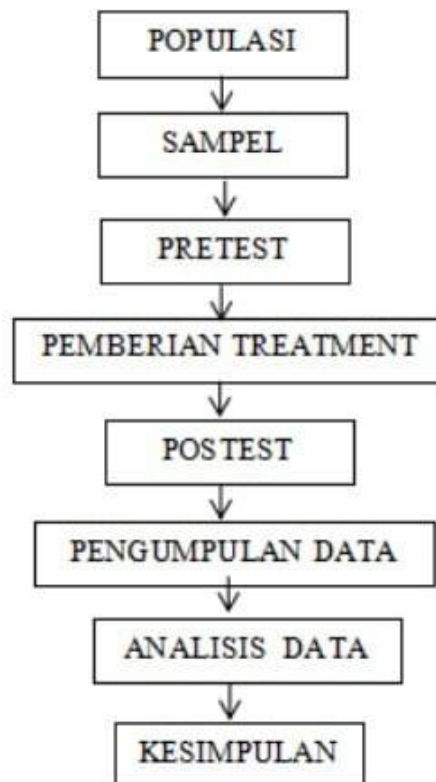 POPULASI
SAMPEL
PRETEST
PEMBERIAN TREATMENT
POSTEST
PENGUMPULAN DATA
ANALISIS DATA
KESIMPULAN